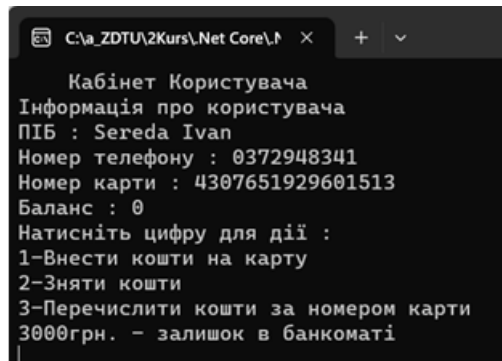 C:\a_ZDTU\2Kurs\.Net Core\.
Кабінет Користувача
Інформація про користувача
ПІБ : Sereda Ivan
Номер телефону : 0372948341
Номер карти : 4307651929601513
Баланс : 0
Натисніть цифру для дії :
1-Внести кошти на карту
2-Зняти кошти
3-Перечислити кошти за номером карти
3000грн. - залишок в банкоматі